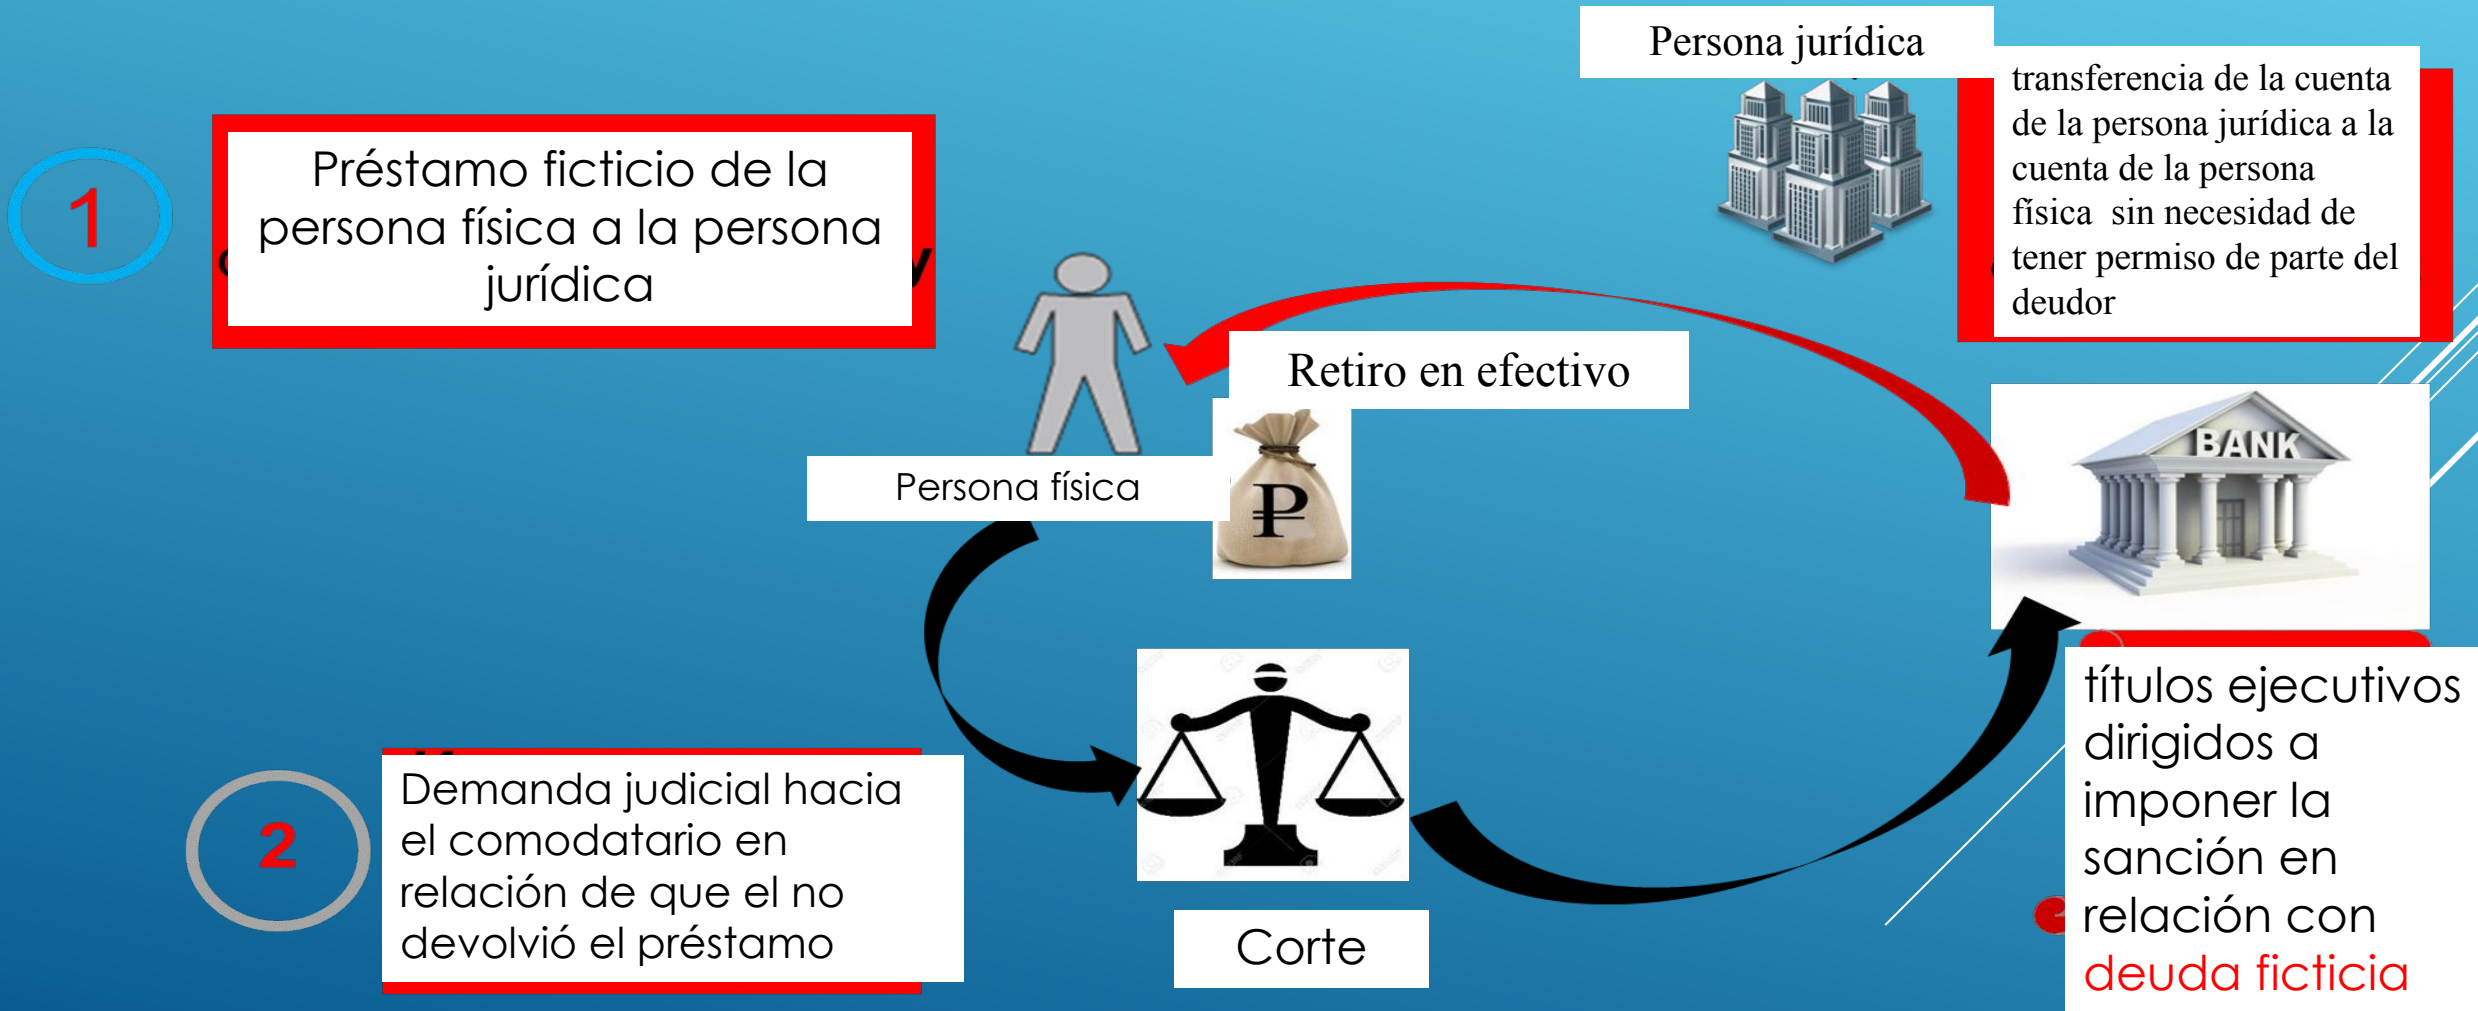 Persona jurídica
transferencia de la cuenta
de la persona jurídica a la
cuenta de la persona
física sin necesidad de
tener permiso de parte del
deudor
1
Préstamo ficticio de la
persona física a la persona
jurídica
Retiro en efectivo
BANK
Persona física
₽
títulos ejecutivos
dirigidos a
imponer la
sanción en
relación con
deuda ficticia
2
Demanda judicial hacia
el comodatario en
relación de que el no
devolvió el préstamo
Corte